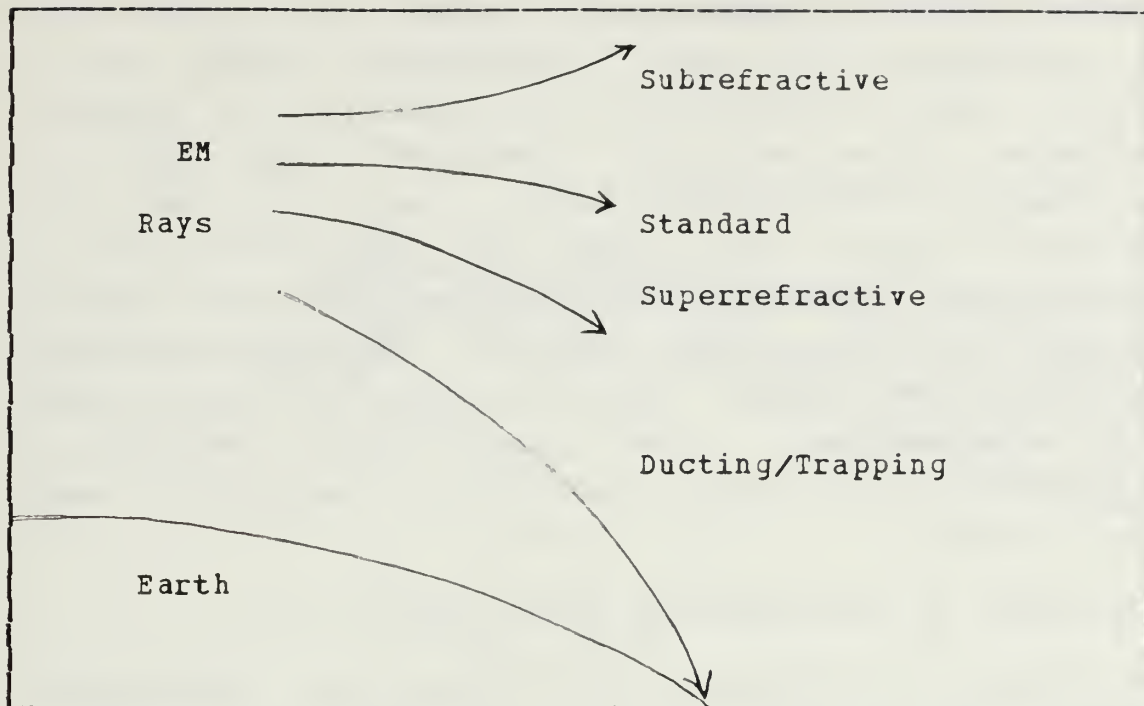 Subrefractive
EM
Rays
Standard
Superrefractive
Ducting/Trapping
Earth